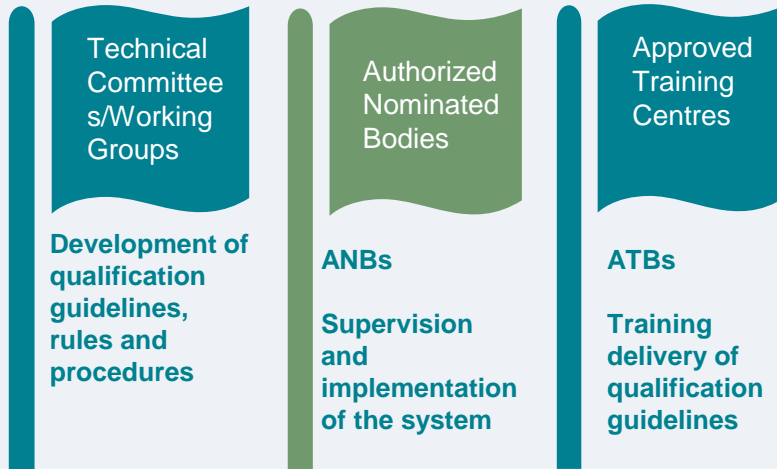 Technical
Committee
s/Working
Groups
Development of
qualification
guidelines,
rules and
procedures
Authorized
Nominated
Bodies
ANBs
Supervision
and
implementation
of the system
Approved
Training
Centres
ATBs
Training
delivery of
qualification
guidelines